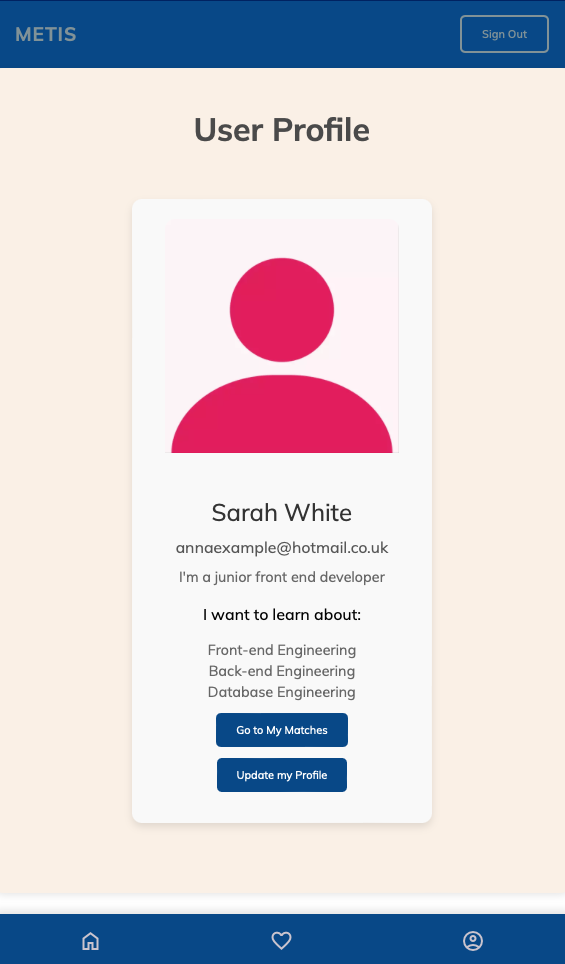 METIS
Sign Out
User Profile
Sarah White
annaexample@hotmail.co.uk
I'm a junior front end developer
I want to learn about:
Front-end Engineering
Back-end Engineering
Database Engineering
Go to My Matches
Update my Profile